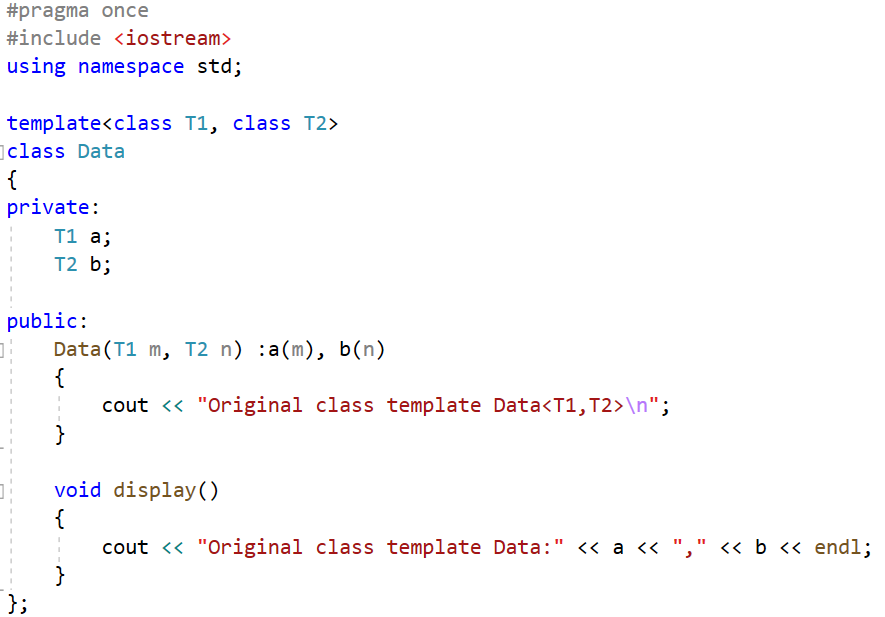 #pragma once
#include <iostream>
using namespace std;

template<class T1, class T2>
class Data
{
private:
    T1 a;
    T2 b;

public:
    Data(T1 m, T2 n) :a(m), b(n)
    {
        cout << "Original class template Data<T1,T2>\n";
    }

    void display()
    {
        cout << "Original class template Data:" << a << "," << b << endl;
    }
};